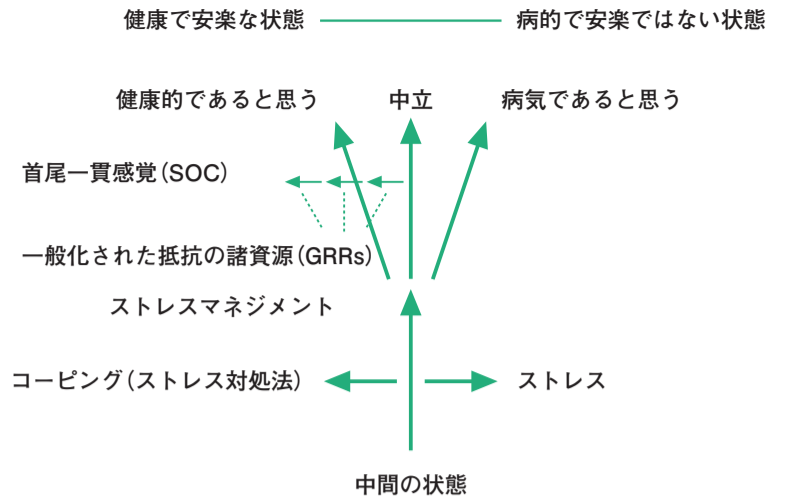 健康で安楽な状態
病的で安楽ではない状態
健康的であると思う
中立
病気であると思う
首尾一貫感覚(SOC)
一般化された抵抗の諸資源(GRRs)
ストレスマネジメント
コーピング(ストレス対処法)
ストレス
中間の状態